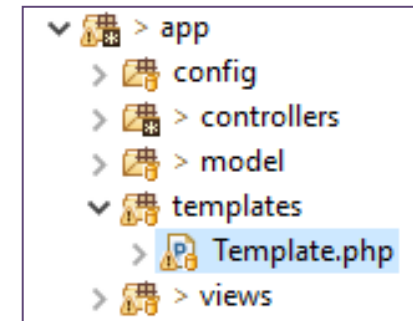 > app
config
> controllers
> model
templates
Template.php
> views